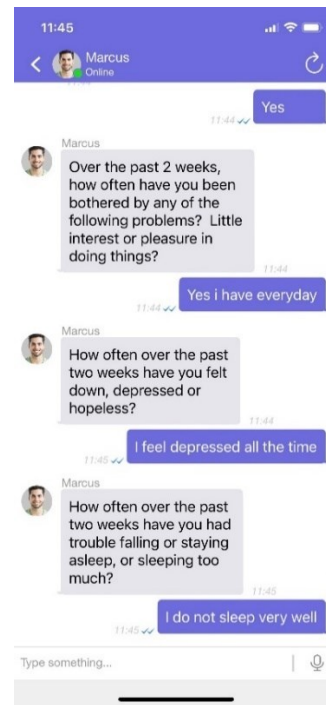 11:45
Marcus
Online
Yes
11:44
Marcus
Over the past 2 weeks,
how often have you been
bothered by any of the
following problems? Little
interest or pleasure in
doing things?
11:44
Yes i have everyday
11:44
Marcus
How often over the past
two weeks have you felt
down, depressed or
hopeless?
11:44
I feel depressed all the time
11:45
Marcus
How often over the past
two weeks have you had
trouble falling or staying
asleep, or sleeping too
much?
11:45
I do not sleep very well
11:45
Type something...